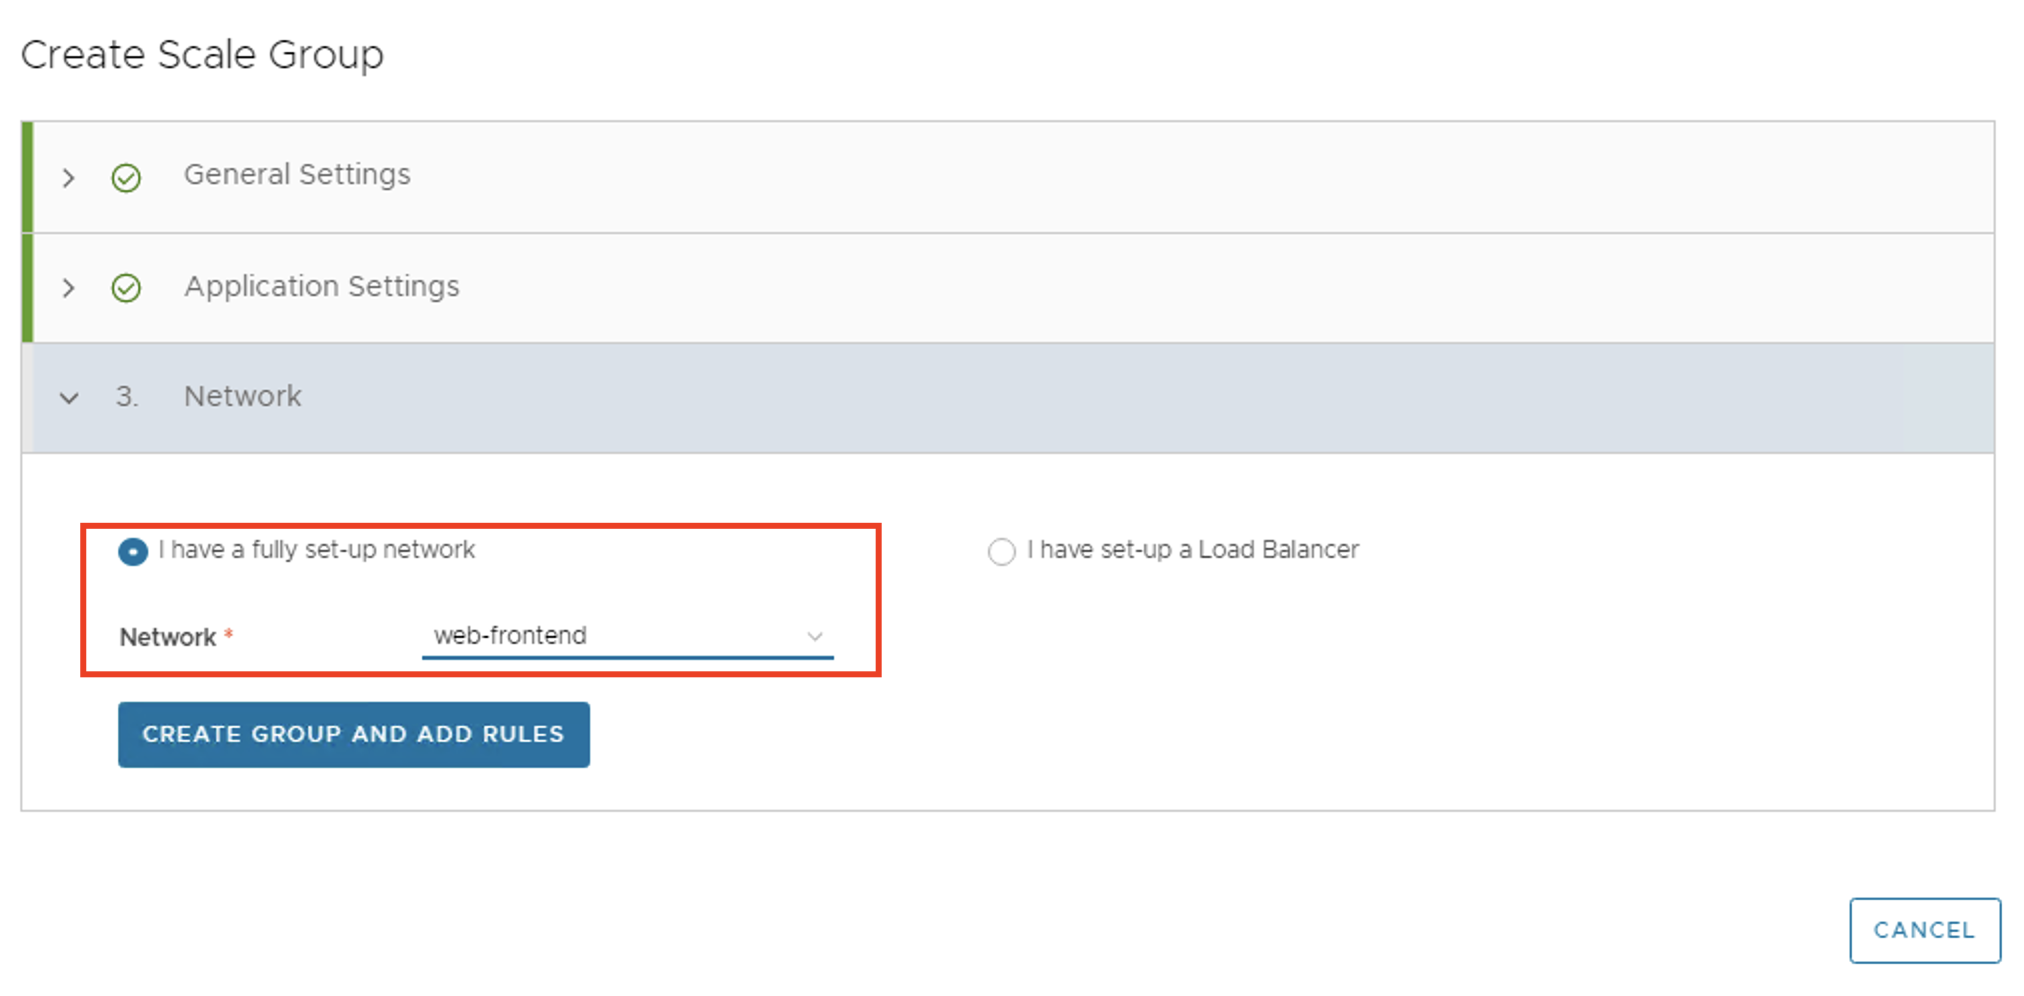 Create Scale Group
General Settings
Application Settings
3. Network
I have a fully set-up network
I have set-up a Load Balancer
Network * web-frontend
CREATE GROUP AND ADD RULES
CANCEL